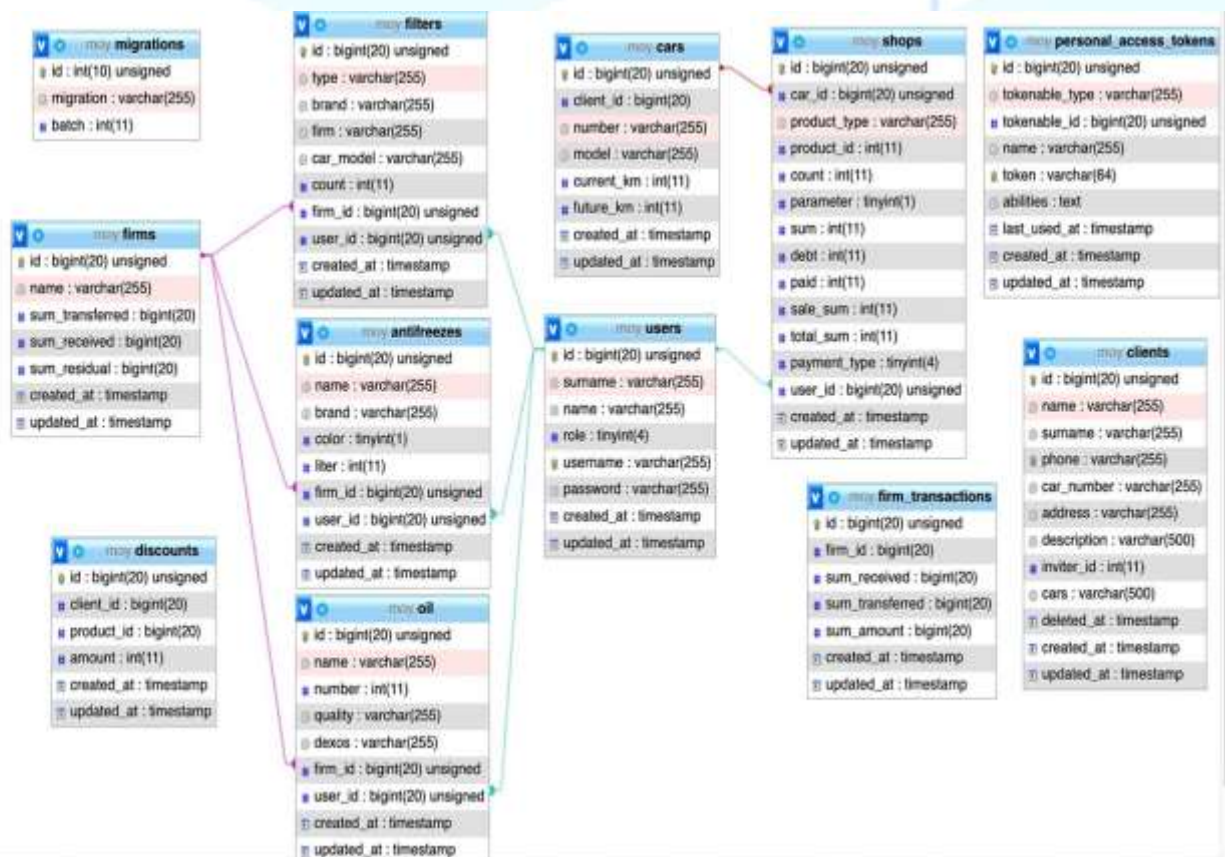 moy migrations
id : int(10) unsigned
migration : varchar(255)
batch : int(11)
moy firms
id : bigint(20) unsigned
name : varchar(255)
sum_transferred : bigint(20)
sum_received : bigint(20)
sum_residual : bigint(20)
created_at : timestamp
updated_at : timestamp
moy discounts
id : bigint(20) unsigned
client_id : bigint(20)
product_id : bigint(20)
amount : int(11)
created_at : timestamp
updated_at : timestamp
moy filters
id : bigint(20) unsigned
type : varchar(255)
brand : varchar(255)
firm : varchar(255)
car_model : varchar(255)
count : int(11)
firm_id : bigint(20) unsigned
user_id : bigint(20) unsigned
created_at : timestamp
updated_at : timestamp
moy antifreezes
id : bigint(20) unsigned
name : varchar(255)
brand : varchar(255)
color : tinyint(1)
liter : int(11)
firm_id : bigint(20) unsigned
user_id : bigint(20) unsigned
created_at : timestamp
updated_at : timestamp
moy oil
id : bigint(20) unsigned
name : varchar(255)
number : int(11)
quality : varchar(255)
dexos : varchar(255)
firm_id : bigint(20) unsigned
user_id : bigint(20) unsigned
created_at : timestamp
updated_at : timestamp
moy cars
id : bigint(20) unsigned
client_id : bigint(20)
number : varchar(255)
model : varchar(255)
current_km : int(11)
future_km : int(11)
created_at : timestamp
updated_at : timestamp
moy users
id : bigint(20) unsigned
surname : varchar(255)
name : varchar(255)
role : tinyint(4)
username : varchar(255)
password : varchar(255)
created_at : timestamp
updated_at : timestamp
moy shops
id : bigint(20) unsigned
car_id : bigint(20) unsigned
product_type : varchar(255)
product_id : int(11)
count : int(11)
parameter : tinyint(1)
sum : int(11)
debt : int(11)
paid : int(11)
sale_sum : int(11)
total_sum : int(11)
payment_type : tinyint(4)
user_id : bigint(20) unsigned
created_at : timestamp
updated_at : timestamp
moy firm_transactions
id : bigint(20) unsigned
firm_id : bigint(20)
sum_received : bigint(20)
sum_transferred : bigint(20)
sum_amount : bigint(20)
created_at : timestamp
updated_at : timestamp
moy personal_access_tokens
id : bigint(20) unsigned
tokenable_type : varchar(255)
tokenable_id : bigint(20) unsigned
name : varchar(255)
token : varchar(64)
abilities : text
last_used_at : timestamp
created_at : timestamp
updated_at : timestamp
moy clients
id : bigint(20) unsigned
name : varchar(255)
surname : varchar(255)
phone : varchar(255)
car_number : varchar(255)
address : varchar(255)
description : varchar(500)
inviter_id : int(11)
cars : varchar(500)
deleted_at : timestamp
created_at : timestamp
updated_at : timestamp